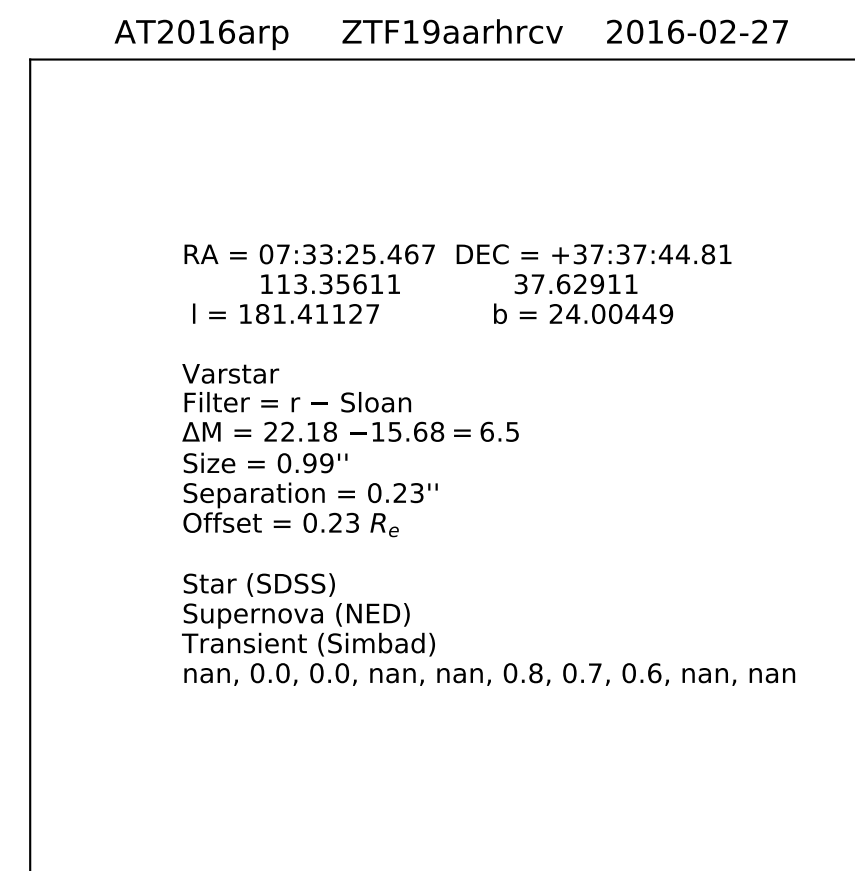 AT2016arp ZTF19aarhrcv 2016-02-27
RA = 07:33:25.467 DEC = +37:37:44.81
113.35611 37.62911
l = 181.41127 b = 24.00449
Varstar
Filter = r − Sloan
ΔM = 22.18 −15.68 = 6.5
Size = 0.99''
Separation = 0.23''
Offset = 0.23 Re
Star (SDSS)
Supernova (NED)
Transient (Simbad)
nan, 0.0, 0.0, nan, nan, 0.8, 0.7, 0.6, nan, nan